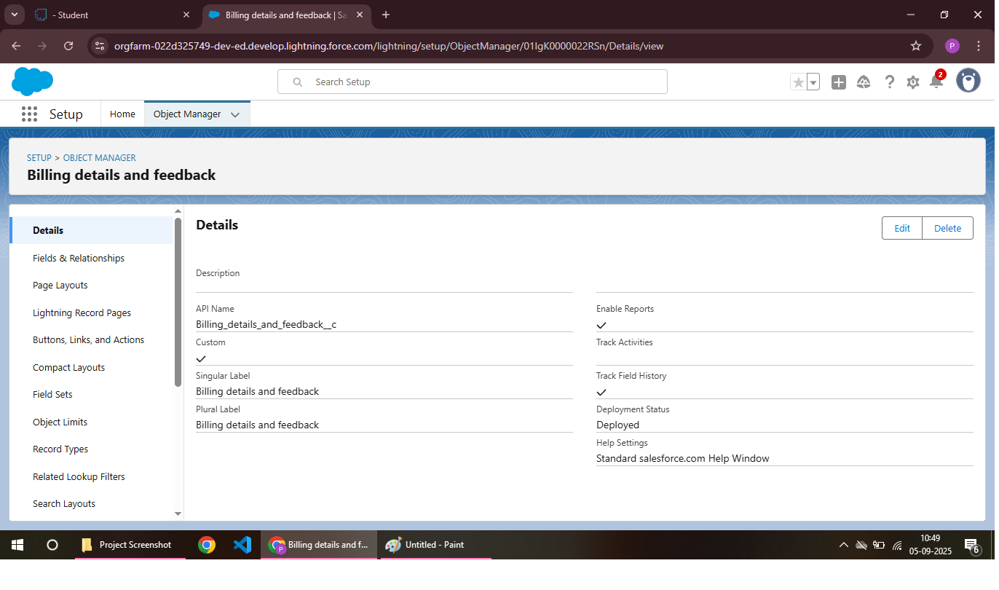 - Student
Billing details and feedback | Sa
orgfarm-022d325749-dev-ed.develop.lightning.force.com/lightning/setup/ObjectManager/01IgK0000022RSn/Details/view
P
Search Setup
2
Setup
Home
Object Manager
SETUP > OBJECT MANAGER
Billing details and feedback
Details
Fields & Relationships
Page Layouts
Lightning Record Pages
Buttons, Links, and Actions
Compact Layouts
Field Sets
Object Limits
Record Types
Related Lookup Filters
Search Layouts
Details
Edit
Delete
Description
API Name
Billing_details_and_feedback__c
Custom
Singular Label
Billing details and feedback
Plural Label
Billing details and feedback
Enable Reports
Track Activities
Track Field History
Deployment Status
Deployed
Help Settings
Standard salesforce.com Help Window
Project Screenshot
P
Billing details and f...
Untitled - Paint
10:49
05-09-2025
6